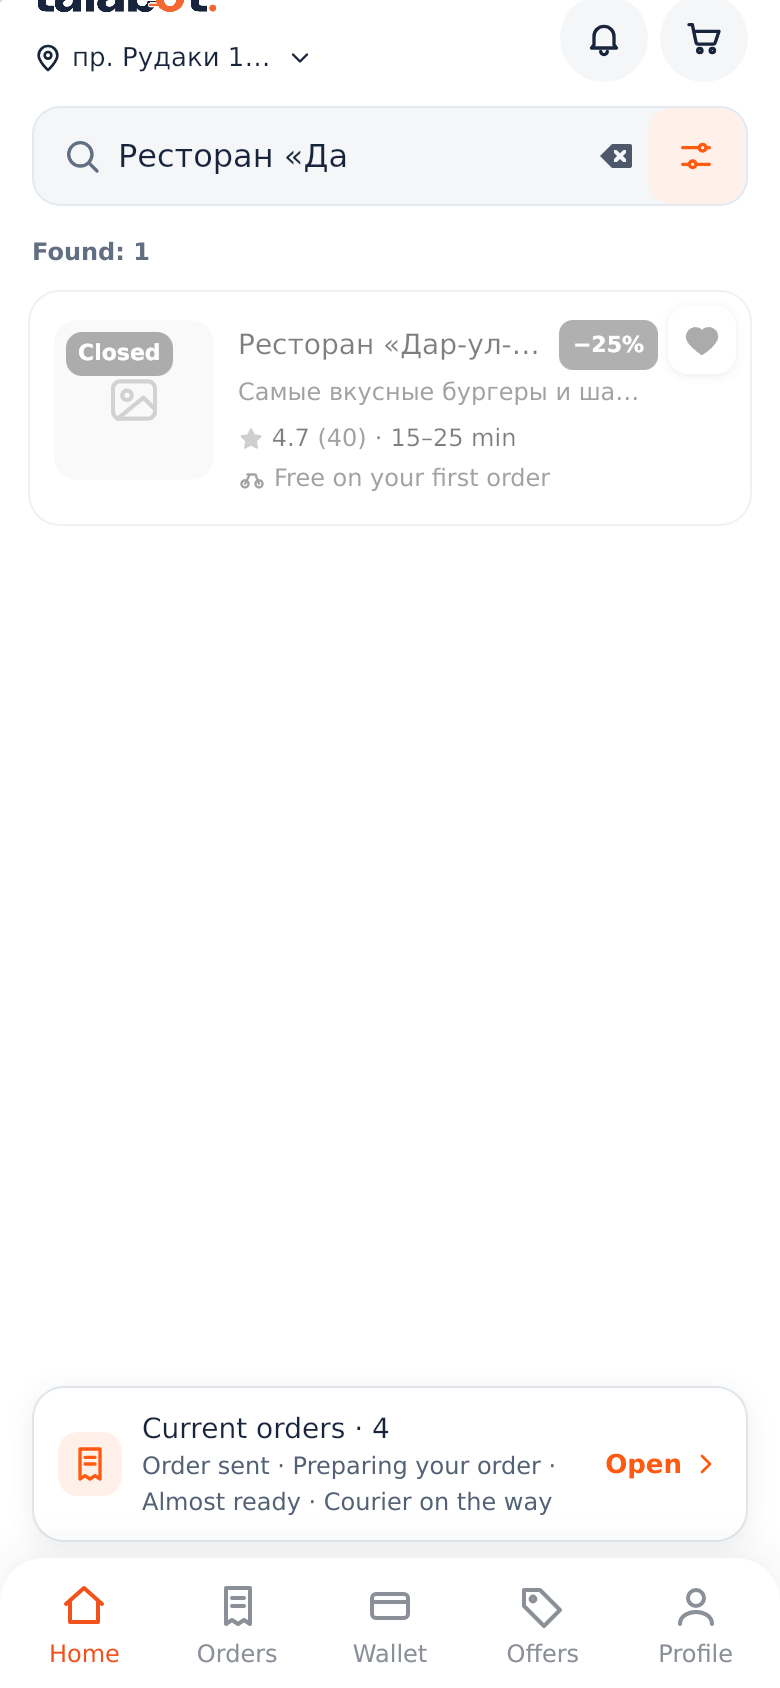 talabot.
пр. Рудаки 1...
Ресторан «Да
Found: 1
Closed
Ресторан «Дар-ул-...
−25%
Самые вкусные бургеры и ша...
4.7 (40) · 15–25 min
Free on your first order
Current orders · 4
Order sent · Preparing your order ·
Almost ready · Courier on the way
Open
Home
Orders
Wallet
Offers
Profile